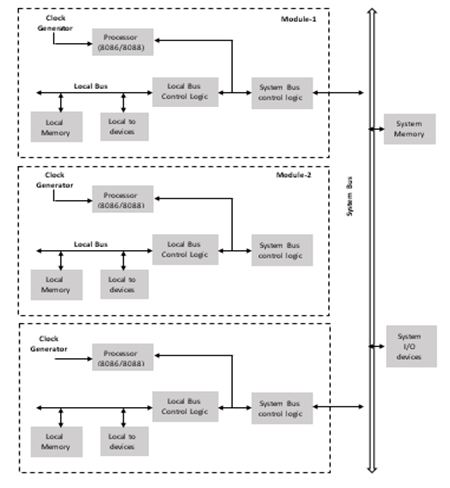 Module-1
Clock
Generator
Processor
(8086/8088)
Local Bus
Local Bus
Control Logic
System Bus
control logic
Local
Memory
Local to
devices
System
Memory
Module-2
Clock
Generator
Processor
(8086/8088)
Local Bus
Local Bus
Control Logic
System Bus
control logic
Local
Memory
Local to
devices
System Bus
Clock
Generator
Processor
(8086/8088)
Local Bus
Control Logic
System Bus
control logic
Local
Memory
Local to
devices
System
I/O
devices